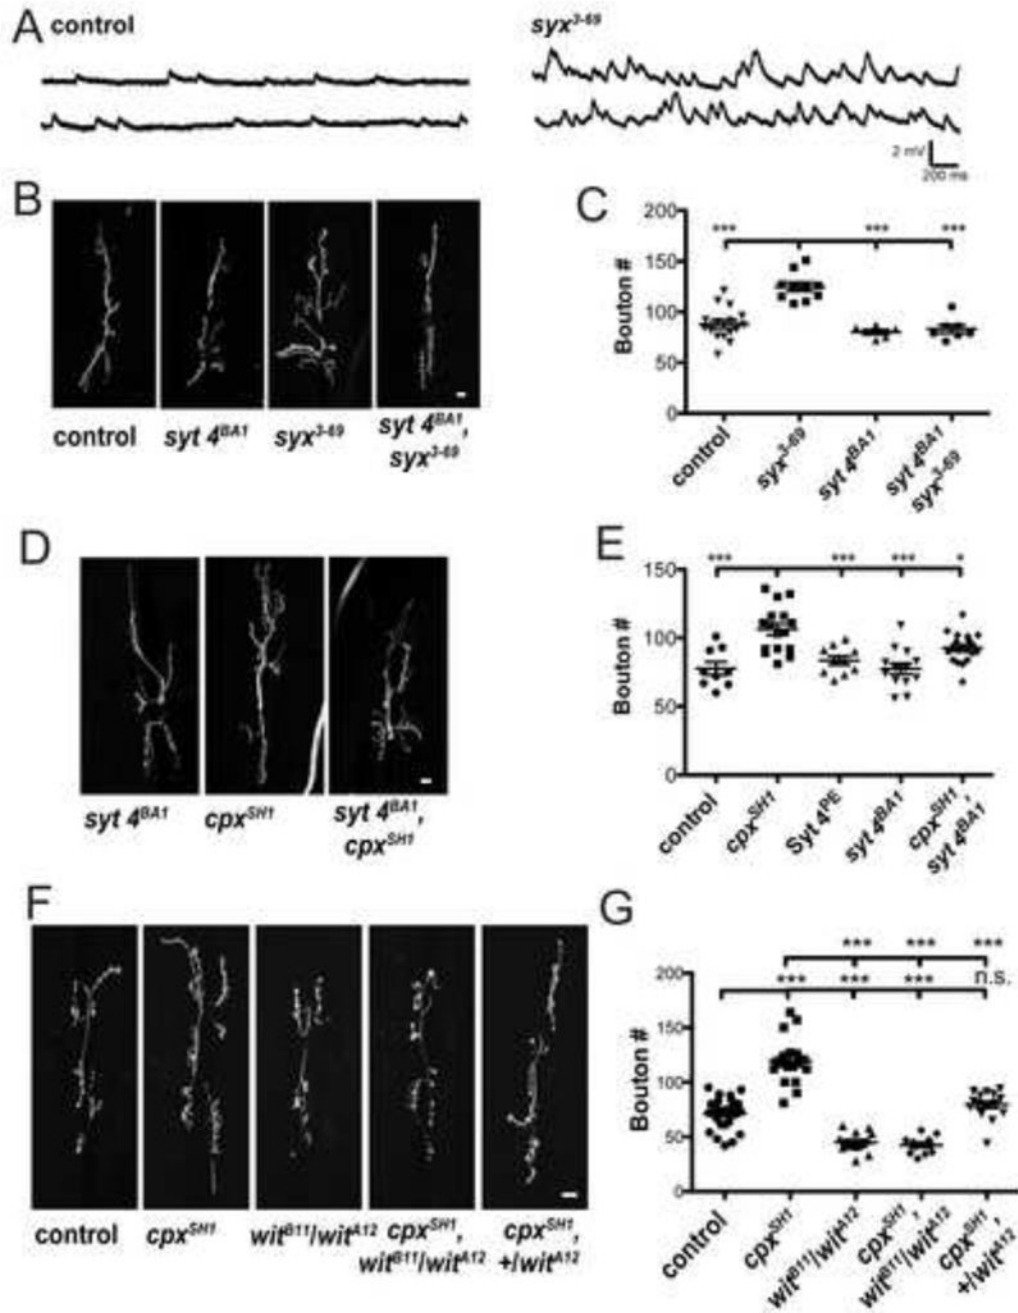 A control
syx³⁻⁶⁹
2 mV
200 ms
B
control
syt 4ᴮᴬ¹
syx³⁻⁶⁹
syt 4ᴮᴬ¹,
syx³⁻⁶⁹
C
200
150
100
50
0
Bouton #
*** *** ***
control
syx³⁻⁶⁹
syt 4ᴮᴬ¹
syt 4ᴮᴬ¹
syx³⁻⁶⁹
D
syt 4ᴮᴬ¹
cpxˢᴴ¹
syt 4ᴮᴬ¹,
cpxˢᴴ¹
E
150
100
50
0
Bouton #
*** *** *** *
control
cpxˢᴴ¹
Syt 4ᴾᴱ
syt 4ᴮᴬ¹
cpxˢᴴ¹,
syt 4ᴮᴬ¹
F
control
cpxˢᴴ¹
witᴮ¹¹/witᴬ¹²
cpxˢᴴ¹,
witᴮ¹¹/witᴬ¹²
cpxˢᴴ¹,
+/witᴬ¹²
G
200
150
100
50
0
Bouton #
*** *** ***
*** *** *** n.s.
control
cpxˢᴴ¹
witᴮ¹¹/witᴬ¹²
cpxˢᴴ¹,
witᴮ¹¹/witᴬ¹²
cpxˢᴴ¹,
+/witᴬ¹²